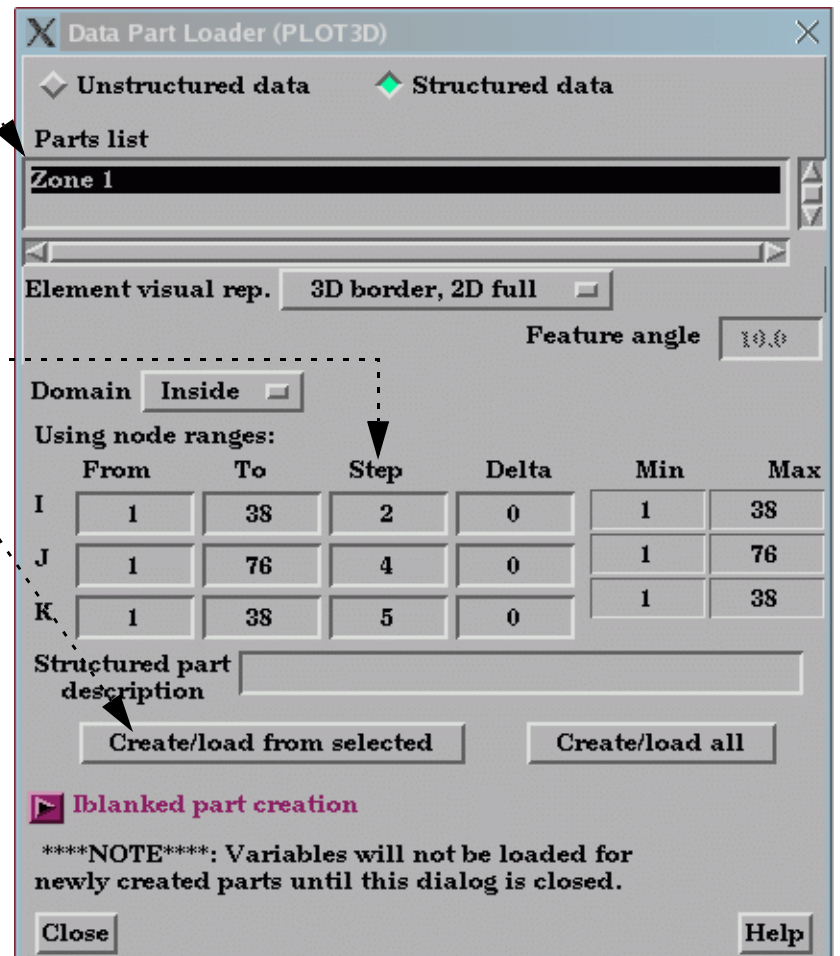 X Data Part Loader (PLOT3D)
Unstructured data Structured data
Parts list
Zone 1
Element visual rep. 3D border, 2D full
Feature angle 10.0
Domain Inside
Using node ranges:
From To Step Delta Min Max
I 1 38 2 0 1 38
J 1 76 4 0 1 76
K 1 38 5 0 1 38
Structured part
description
Create/load from selected Create/load all
Iblanked part creation
****NOTE****: Variables will not be loaded for
newly created parts until this dialog is closed.
Close Help